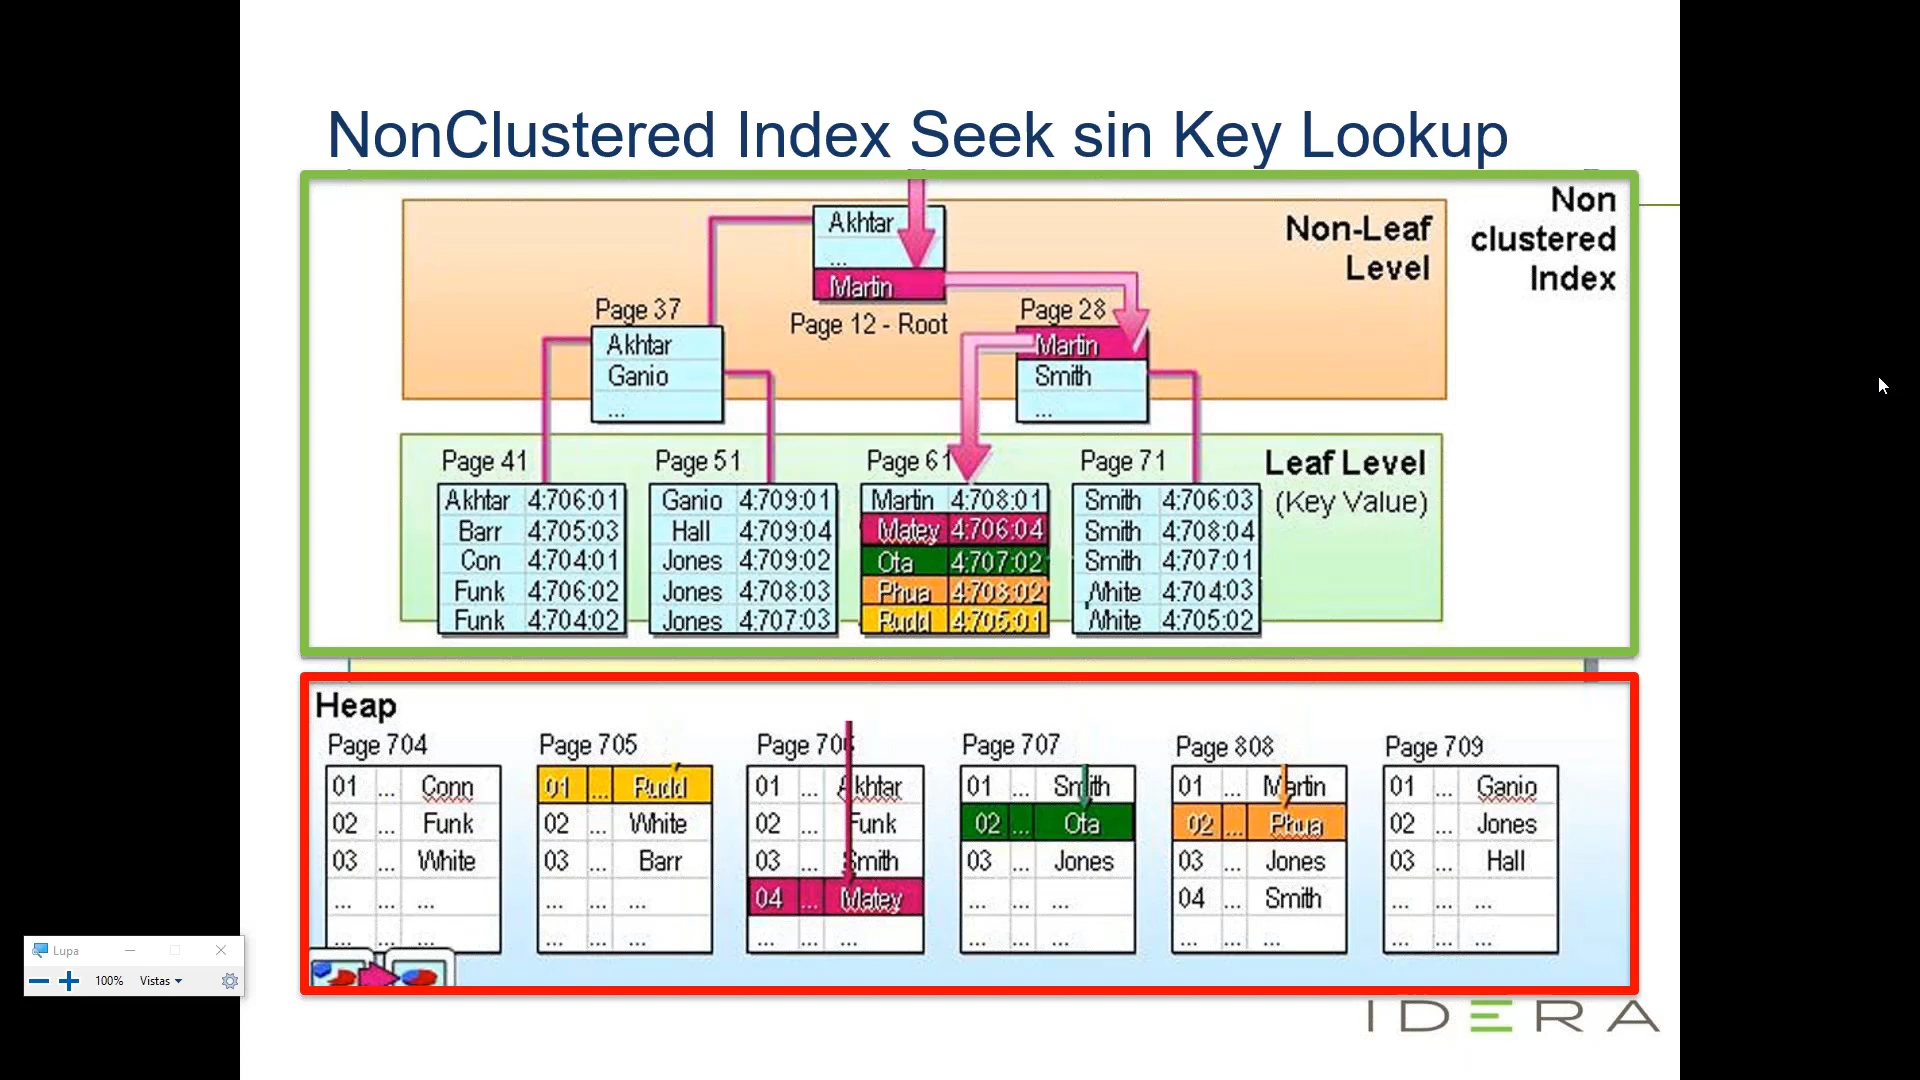 NonClustered Index Seek sin Key Lookup
Non
clustered
Index
Non-Leaf
Level
Akhtar
...
Martin
Page 12 - Root
Page 37
Akhtar
Ganio
...
Page 28
Martin
Smith
...
Leaf Level
(Key Value)
Page 41
Akhtar 4:706:01
Barr 4:705:03
Con 4:704:01
Funk 4:706:02
Funk 4:704:02
Page 51
Ganio 4:709:01
Hall 4:709:04
Jones 4:709:02
Jones 4:708:03
Jones 4:707:03
Page 61
Martin 4:708:01
Matey 4:706:04
Ota 4:707:02
Phua 4:708:02
Rudd 4:705:01
Page 71
Smith 4:706:03
Smith 4:708:04
Smith 4:707:01
White 4:704:03
White 4:705:02
Heap
Page 704
01 ... Conn
02 ... Funk
03 ... White
... ... ...
... ... ...
Page 705
01 ... Rudd
02 ... White
03 ... Barr
... ... ...
... ... ...
Page 706
01 ... Akhtar
02 ... Funk
03 ... Smith
04 ... Matey
... ... ...
Page 707
01 ... Smith
02 ... Ota
03 ... Jones
... ... ...
... ... ...
Page 808
01 ... Martin
02 ... Phua
03 ... Jones
04 ... Smith
... ... ...
Page 709
01 ... Ganio
02 ... Jones
03 ... Hall
... ... ...
... ... ...
Lupa
100% Vistas
IDERA